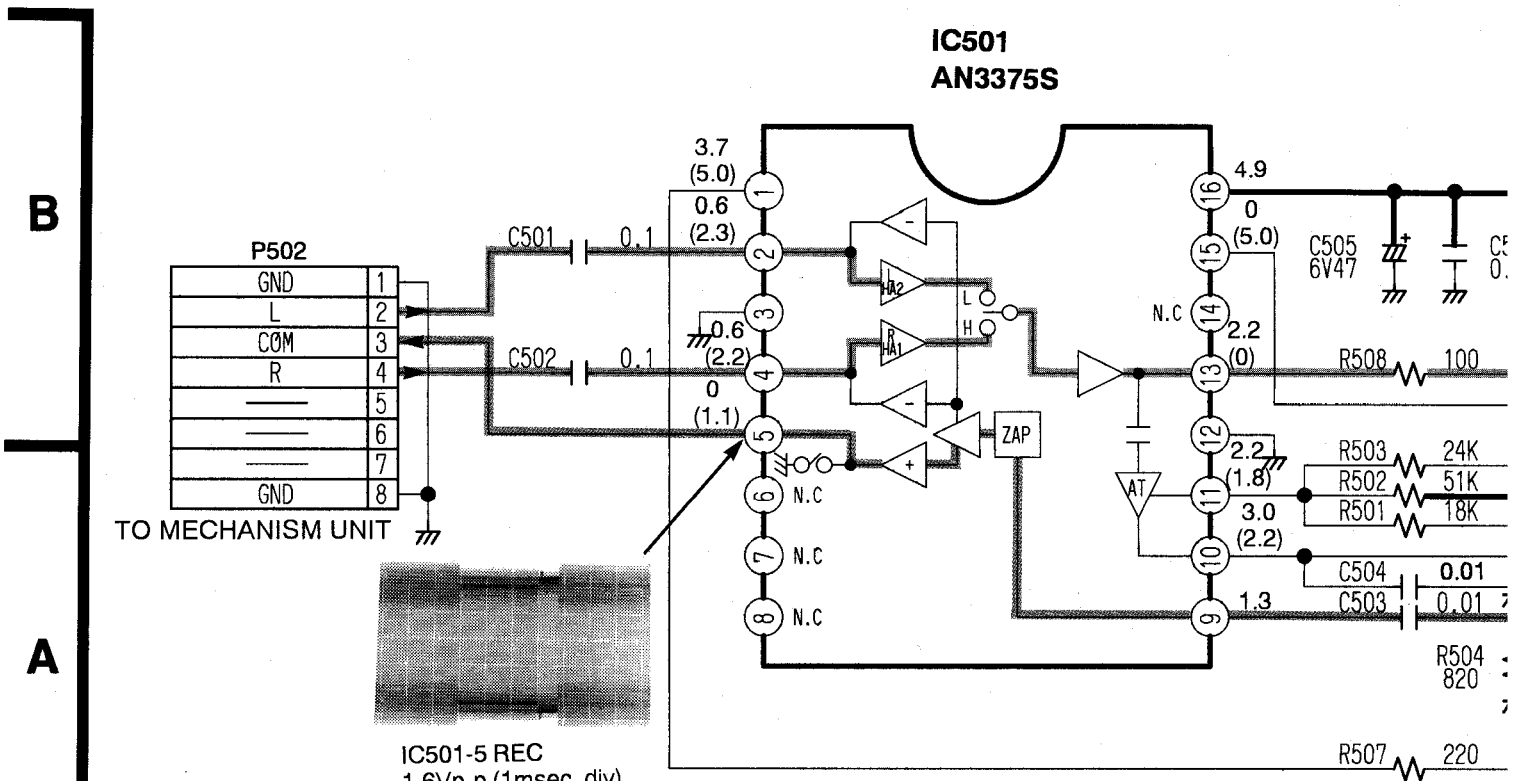 IC501
AN3375S
B
A
P502
GND 1
L 2
COM 3
R 4
5
6
7
GND 8
TO MECHANISM UNIT
C501 0.1
C502 0.1
3.7
(5.0)
1
0.6
(2.3)
2
3
0.6
(2.2)
4
0
(1.1)
5
6 N.C
7 N.C
8 N.C
-
L
HA2
R
HA1
-
+
L
H
ZAP
AT
16
4.9
0
(5.0)
15
N.C 14
2.2
(0)
13
12
2.2
(1.8)
11
3.0
(2.2)
10
1.3
9
C505
6V47
+
R508 100
R503 24K
R502 51K
R501 18K
C504 0.01
C503 0.01
R504
820
R507 220
IC501-5 REC
1.6Vp-p (1msec. div)